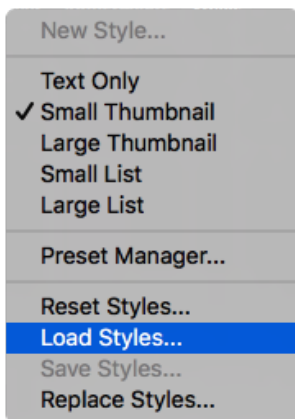 New Style...
Text Only
✓ Small Thumbnail
Large Thumbnail
Small List
Large List
Preset Manager...
Reset Styles...
Load Styles...
Save Styles...
Replace Styles...